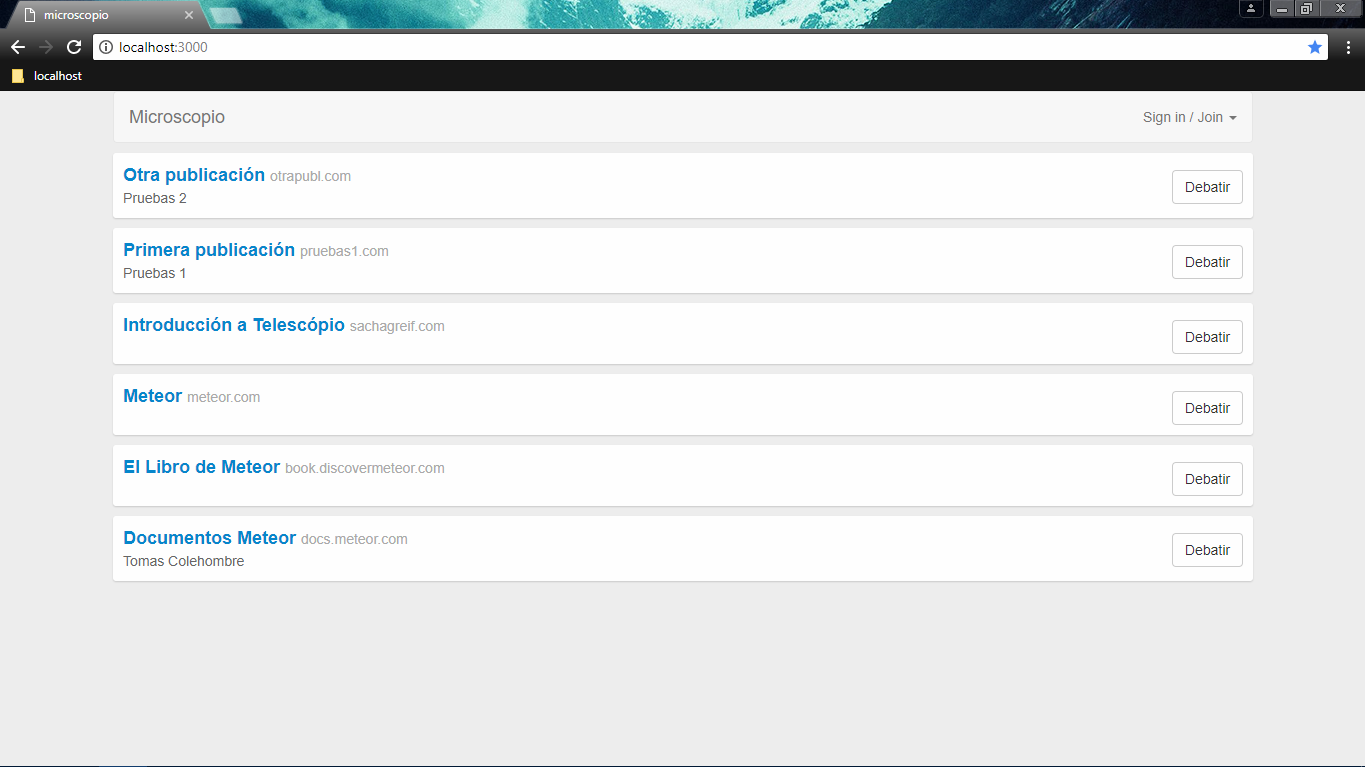 microscopio
localhost:3000
localhost
Microscopio
Sign in / Join
Otra publicación otrapubl.com
Pruebas 2
Debatir
Primera publicación pruebas1.com
Pruebas 1
Debatir
Introducción a Telescópio sachagreif.com
Debatir
Meteor meteor.com
Debatir
El Libro de Meteor book.discovermeteor.com
Debatir
Documentos Meteor docs.meteor.com
Tomas Colehombre
Debatir